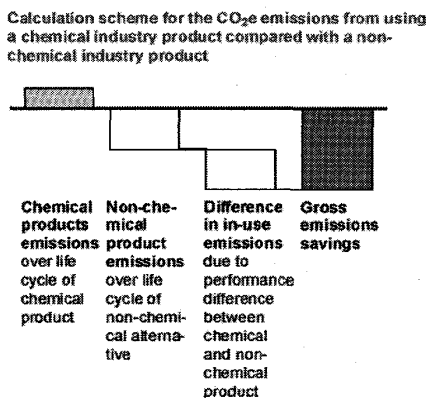 Calculation scheme for the CO₂e emissions from using
a chemical industry product compared with a non-
chemical industry product
Chemical
products
emissions
over life
cycle of
chemical
product
Non-che-
mical
product
emissions
over life
cycle of
non-chemi-
cal alterna-
tive
Difference
in in-use
emissions
due to
performance
difference
between
chemical
and non-
chemical
product
Gross
emissions
savings